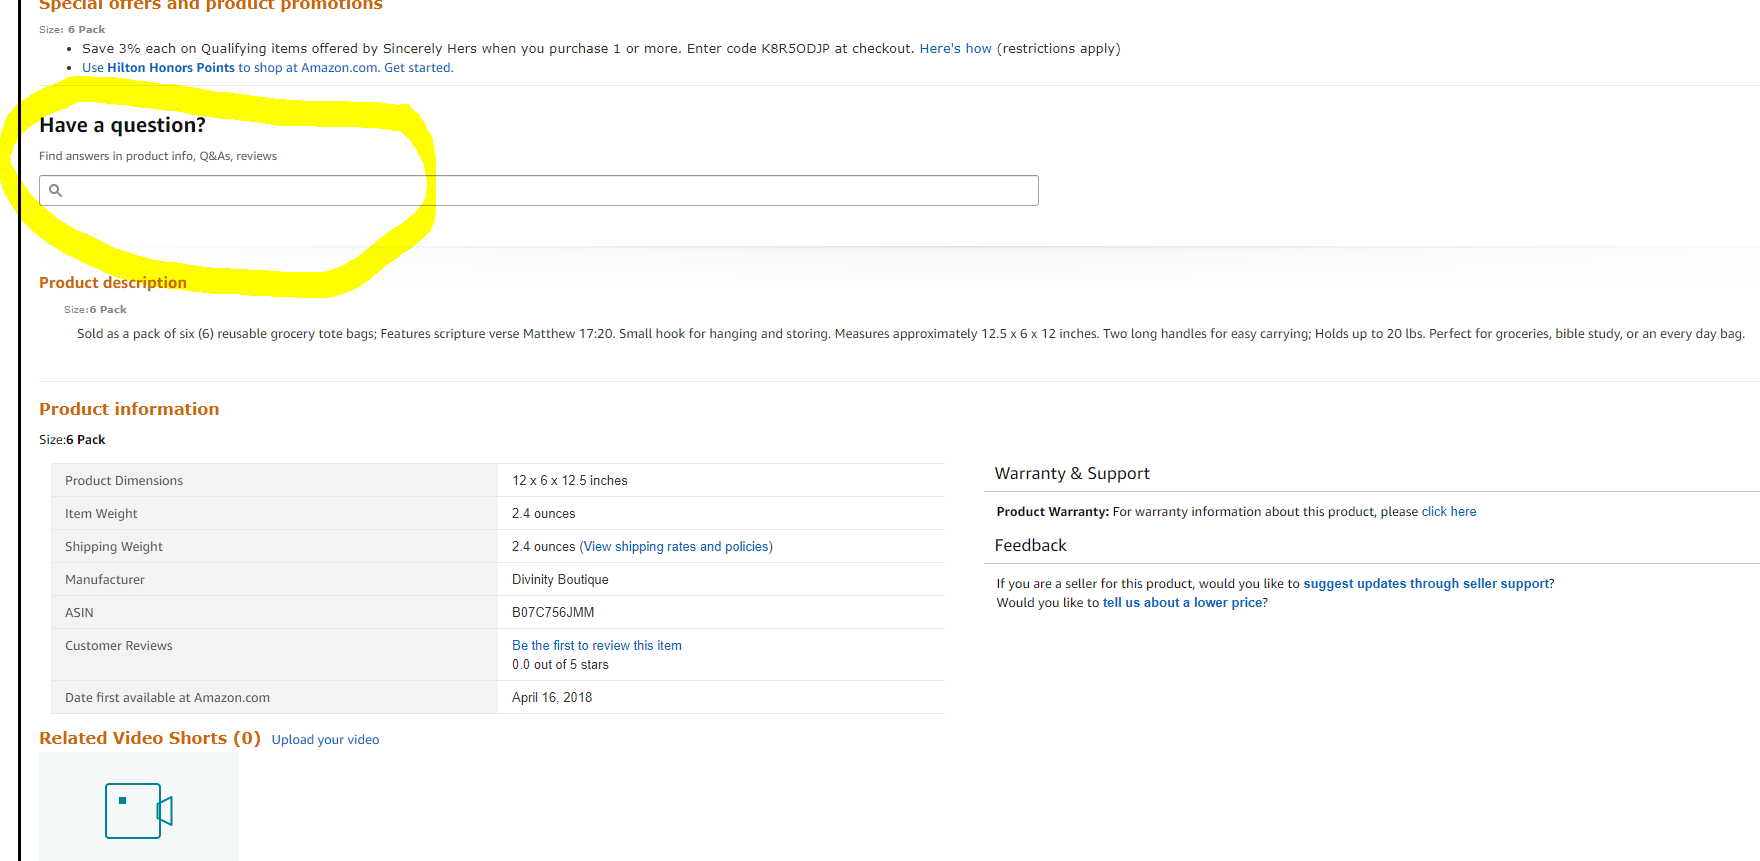 Special offers and product promotions
Size: 6 Pack
• Save 3% each on Qualifying items offered by Sincerely Hers when you purchase 1 or more. Enter code K8R5ODJP at checkout. Here's how (restrictions apply)
• Use Hilton Honors Points to shop at Amazon.com. Get started.
Have a question?
Find answers in product info, Q&As, reviews
Product description
Size:6 Pack
Sold as a pack of six (6) reusable grocery tote bags; Features scripture verse Matthew 17:20. Small hook for hanging and storing. Measures approximately 12.5 x 6 x 12 inches. Two long handles for easy carrying; Holds up to 20 lbs. Perfect for groceries, bible study, or an every day bag.
Product information
Size:6 Pack
Product Dimensions 12 x 6 x 12.5 inches
Item Weight 2.4 ounces
Shipping Weight 2.4 ounces (View shipping rates and policies)
Manufacturer Divinity Boutique
ASIN B07C756JMM
Customer Reviews Be the first to review this item
0.0 out of 5 stars
Date first available at Amazon.com April 16, 2018
Warranty & Support
Product Warranty: For warranty information about this product, please click here
Feedback
If you are a seller for this product, would you like to suggest updates through seller support?
Would you like to tell us about a lower price?
Related Video Shorts (0) Upload your video